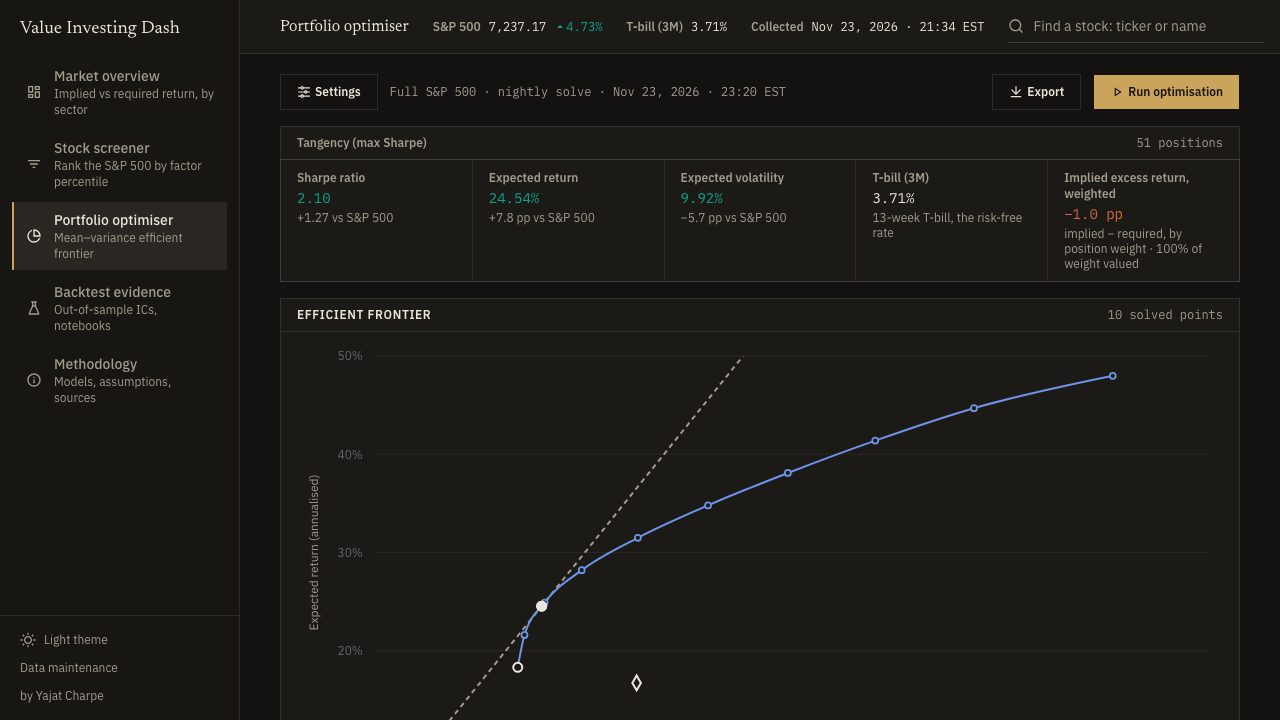 Value Investing Dash
Market overview
Implied vs required return, by
sector
Stock screener
Rank the S&P 500 by factor
percentile
Portfolio optimiser
Mean–variance efficient
frontier
Backtest evidence
Out-of-sample ICs,
notebooks
Methodology
Models, assumptions,
sources
Light theme
Data maintenance
by Yajat Charpe
Portfolio optimiser
S&P 500 7,237.17 4.73%
T-bill (3M) 3.71%
Collected Nov 23, 2026 · 21:34 EST
Find a stock: ticker or name
Settings
Full S&P 500 · nightly solve · Nov 23, 2026 · 23:20 EST
Export
Run optimisation
Tangency (max Sharpe)
51 positions
Sharpe ratio
2.10
+1.27 vs S&P 500
Expected return
24.54%
+7.8 pp vs S&P 500
Expected volatility
9.92%
−5.7 pp vs S&P 500
T-bill (3M)
3.71%
13-week T-bill, the risk-free
rate
Implied excess return,
weighted
−1.0 pp
implied − required, by
position weight · 100% of
weight valued
EFFICIENT FRONTIER
10 solved points
50%
40%
30%
20%
Expected return (annualised)